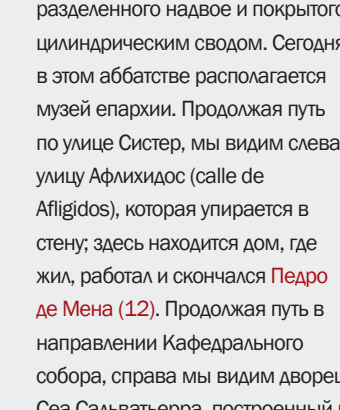 разделенного надвое и покрытого
цилиндрическим сводом. Сегодня
в этом аббатстве располагается
музей епархии. Продолжая путь
по улице Систер, мы видим слева
улицу Афлихидос (calle de
Afligidos), которая упирается в
стену; здесь находится дом, где
жил, работал и скончался Педро
де Мена (12). Продолжая путь в
направлении Кафедрального
собора, справа мы видим дворец
Сеа Сальватьерра, построенный